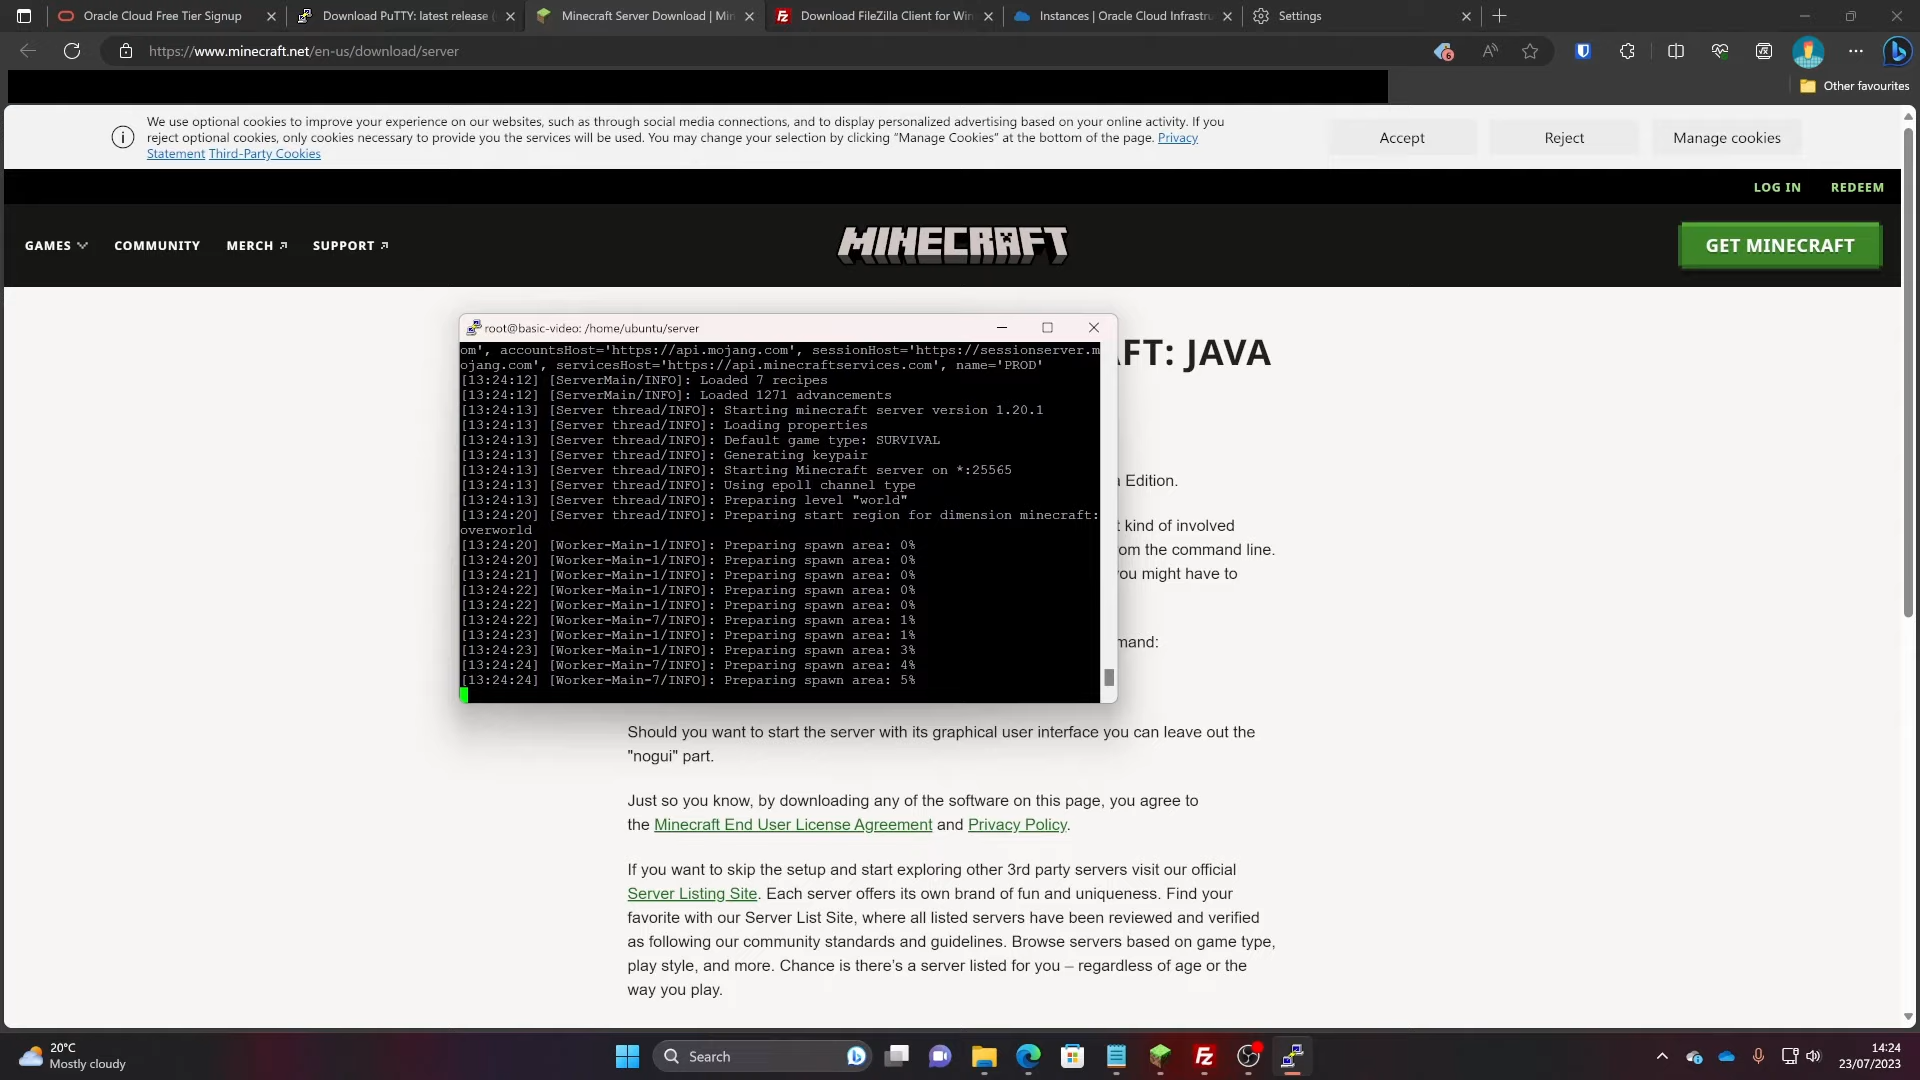 Oracle Cloud Free Tier Signup
Download PuTTY: latest release (
Minecraft Server Download | Min
Download FileZilla Client for Win
Instances | Oracle Cloud Infrastru
Settings
https://www.minecraft.net/en-us/download/server
6
Other favourites
We use optional cookies to improve your experience on our websites, such as through social media connections, and to display personalized advertising based on your online activity. If you
reject optional cookies, only cookies necessary to provide you the services will be used. You may change your selection by clicking “Manage Cookies” at the bottom of the page. Privacy
Statement Third-Party Cookies
Accept
Reject
Manage cookies
LOG IN
REDEEM
GAMES
COMMUNITY
MERCH
SUPPORT
MINECRAFT
GET MINECRAFT
root@basic-video: /home/ubuntu/server
om', accountsHost='https://api.mojang.com', sessionHost='https://sessionserver.m
ojang.com', servicesHost='https://api.minecraftservices.com', name='PROD'
[13:24:12] [ServerMain/INFO]: Loaded 7 recipes
[13:24:12] [ServerMain/INFO]: Loaded 1271 advancements
[13:24:13] [Server thread/INFO]: Starting minecraft server version 1.20.1
[13:24:13] [Server thread/INFO]: Loading properties
[13:24:13] [Server thread/INFO]: Default game type: SURVIVAL
[13:24:13] [Server thread/INFO]: Generating keypair
[13:24:13] [Server thread/INFO]: Starting Minecraft server on *:25565
[13:24:13] [Server thread/INFO]: Using epoll channel type
[13:24:13] [Server thread/INFO]: Preparing level "world"
[13:24:20] [Server thread/INFO]: Preparing start region for dimension minecraft:
overworld
[13:24:20] [Worker-Main-1/INFO]: Preparing spawn area: 0%
[13:24:20] [Worker-Main-1/INFO]: Preparing spawn area: 0%
[13:24:21] [Worker-Main-1/INFO]: Preparing spawn area: 0%
[13:24:22] [Worker-Main-1/INFO]: Preparing spawn area: 0%
[13:24:22] [Worker-Main-1/INFO]: Preparing spawn area: 0%
[13:24:22] [Worker-Main-7/INFO]: Preparing spawn area: 1%
[13:24:23] [Worker-Main-1/INFO]: Preparing spawn area: 1%
[13:24:23] [Worker-Main-1/INFO]: Preparing spawn area: 3%
[13:24:24] [Worker-Main-7/INFO]: Preparing spawn area: 4%
[13:24:24] [Worker-Main-7/INFO]: Preparing spawn area: 5%
AFT: JAVA
a Edition.
t kind of involved
om the command line.
you might have to
mand:
Should you want to start the server with its graphical user interface you can leave out the
"nogui" part.
Just so you know, by downloading any of the software on this page, you agree to
the Minecraft End User License Agreement and Privacy Policy.
If you want to skip the setup and start exploring other 3rd party servers visit our official
Server Listing Site. Each server offers its own brand of fun and uniqueness. Find your
favorite with our Server List Site, where all listed servers have been reviewed and verified
as following our community standards and guidelines. Browse servers based on game type,
play style, and more. Chance is there’s a server listed for you – regardless of age or the
way you play.
20°C
Mostly cloudy
Search
14:24
23/07/2023